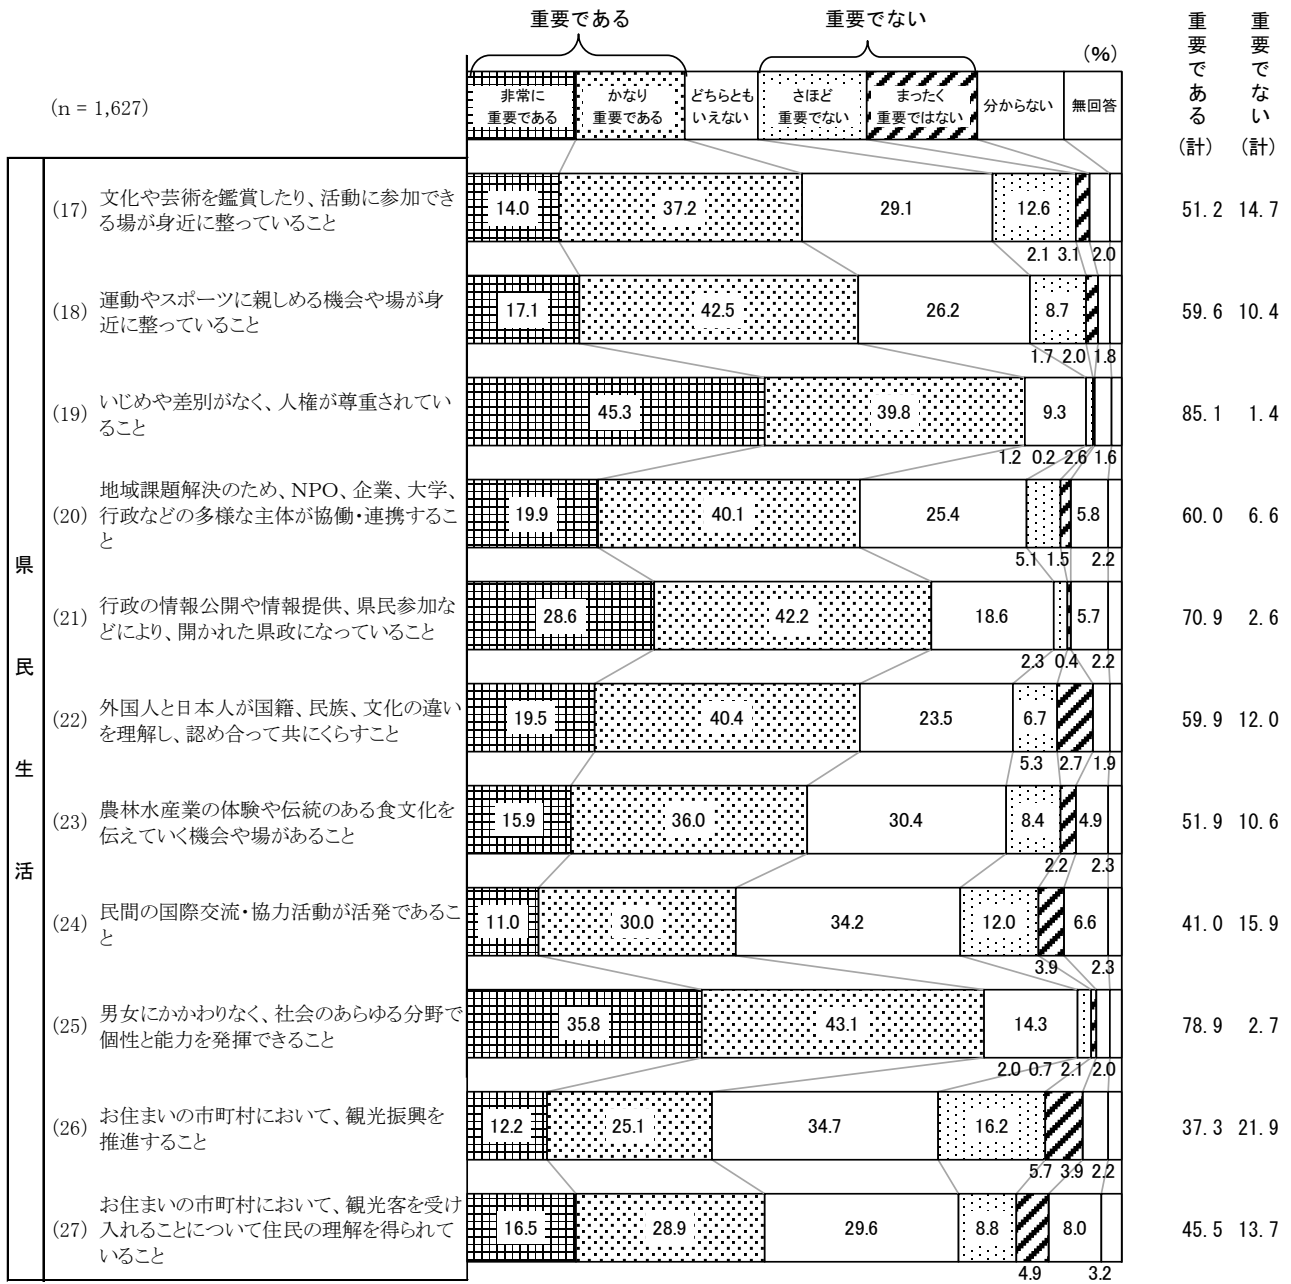 重要である 重要でない
(%)
(n = 1,627)
非常に
重要である
かなり
重要である
どちらとも
いえない
さほど
重要でない
まったく
重要ではない
分からない
無回答
重要である(計)
重要でない(計)
県民生活
(17) 文化や芸術を鑑賞したり、活動に参加でき
る場が身近に整っていること
14.0 37.2 29.1 12.6
2.1 3.1 2.0
51.2 14.7
(18) 運動やスポーツに親しめる機会や場が身
近に整っていること
17.1 42.5 26.2 8.7
1.7 2.0 1.8
59.6 10.4
(19) いじめや差別がなく、人権が尊重されてい
ること
45.3 39.8 9.3
1.2 0.2 2.6 1.6
85.1 1.4
(20) 地域課題解決のため、NPO、企業、大学、
行政などの多様な主体が協働・連携するこ
と
19.9 40.1 25.4 5.8
5.1 1.5 2.2
60.0 6.6
(21) 行政の情報公開や情報提供、県民参加な
どにより、開かれた県政になっていること
28.6 42.2 18.6 5.7
2.3 0.4 2.2
70.9 2.6
(22) 外国人と日本人が国籍、民族、文化の違い
を理解し、認め合って共にくらすこと
19.5 40.4 23.5 6.7
5.3 2.7 1.9
59.9 12.0
(23) 農林水産業の体験や伝統のある食文化を
伝えていく機会や場があること
15.9 36.0 30.4 8.4 4.9
2.2 2.3
51.9 10.6
(24) 民間の国際交流・協力活動が活発であるこ
と
11.0 30.0 34.2 12.0 6.6
3.9 2.3
41.0 15.9
(25) 男女にかかわりなく、社会のあらゆる分野で
個性と能力を発揮できること
35.8 43.1 14.3
2.0 0.7 2.1 2.0
78.9 2.7
(26) お住まいの市町村において、観光振興を
推進すること
12.2 25.1 34.7 16.2
5.7 3.9 2.2
37.3 21.9
(27) お住まいの市町村において、観光客を受け
入れることについて住民の理解を得られて
いること
16.5 28.9 29.6 8.8 8.0
4.9 3.2
45.5 13.7